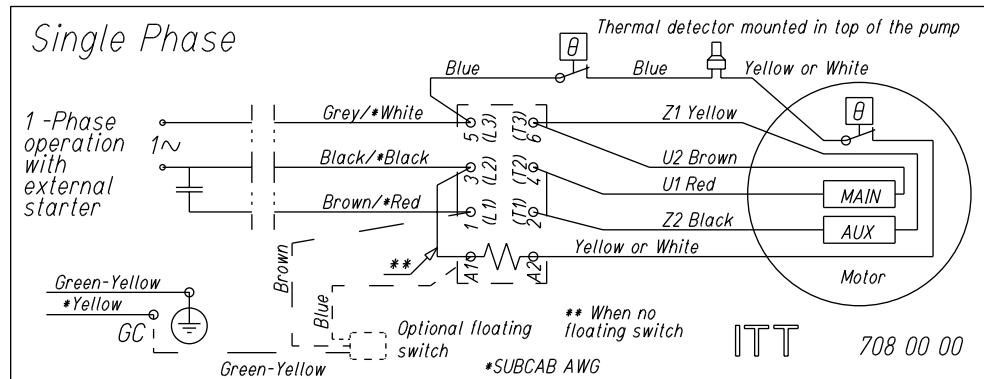 Single Phase
Thermal detector mounted in top of the pump
θ
Blue
Blue
Yellow or White
Grey/*White
5 (L3)
(T3) 6
Z1 Yellow
θ
1 -Phase
operation
with
external
starter
1~
Black/*Black
3 (L2)
(T2) 4
U2 Brown
U1 Red
MAIN
Brown/*Red
1 (L1)
(T1) 2
Z2 Black
AUX
Yellow or White
**
A1
A2
Motor
Brown
Blue
Green-Yellow
*Yellow
GC
Optional floating
switch
** When no
floating switch
Green-Yellow
*SUBCAB AWG
ITT
708 00 00